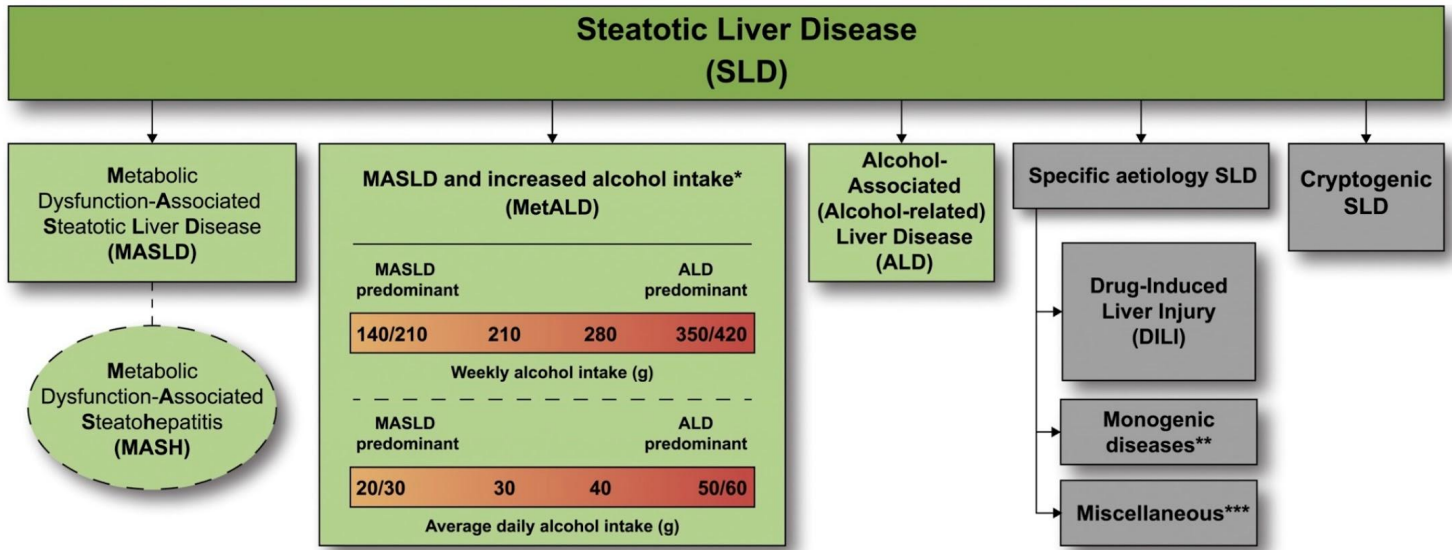 Steatotic Liver Disease
(SLD)
Metabolic
Dysfunction-Associated
Steatotic Liver Disease
(MASLD)
Metabolic
Dysfunction-Associated
Steatohepatitis
(MASH)
MASLD and increased alcohol intake*
(MetALD)
MASLD
predominant
ALD
predominant
140/210 210 280 350/420
Weekly alcohol intake (g)
MASLD
predominant
ALD
predominant
20/30 30 40 50/60
Average daily alcohol intake (g)
Alcohol-
Associated
(Alcohol-related)
Liver Disease
(ALD)
Specific aetiology SLD
Drug-Induced
Liver Injury
(DILI)
Monogenic
diseases**
Miscellaneous***
Cryptogenic
SLD